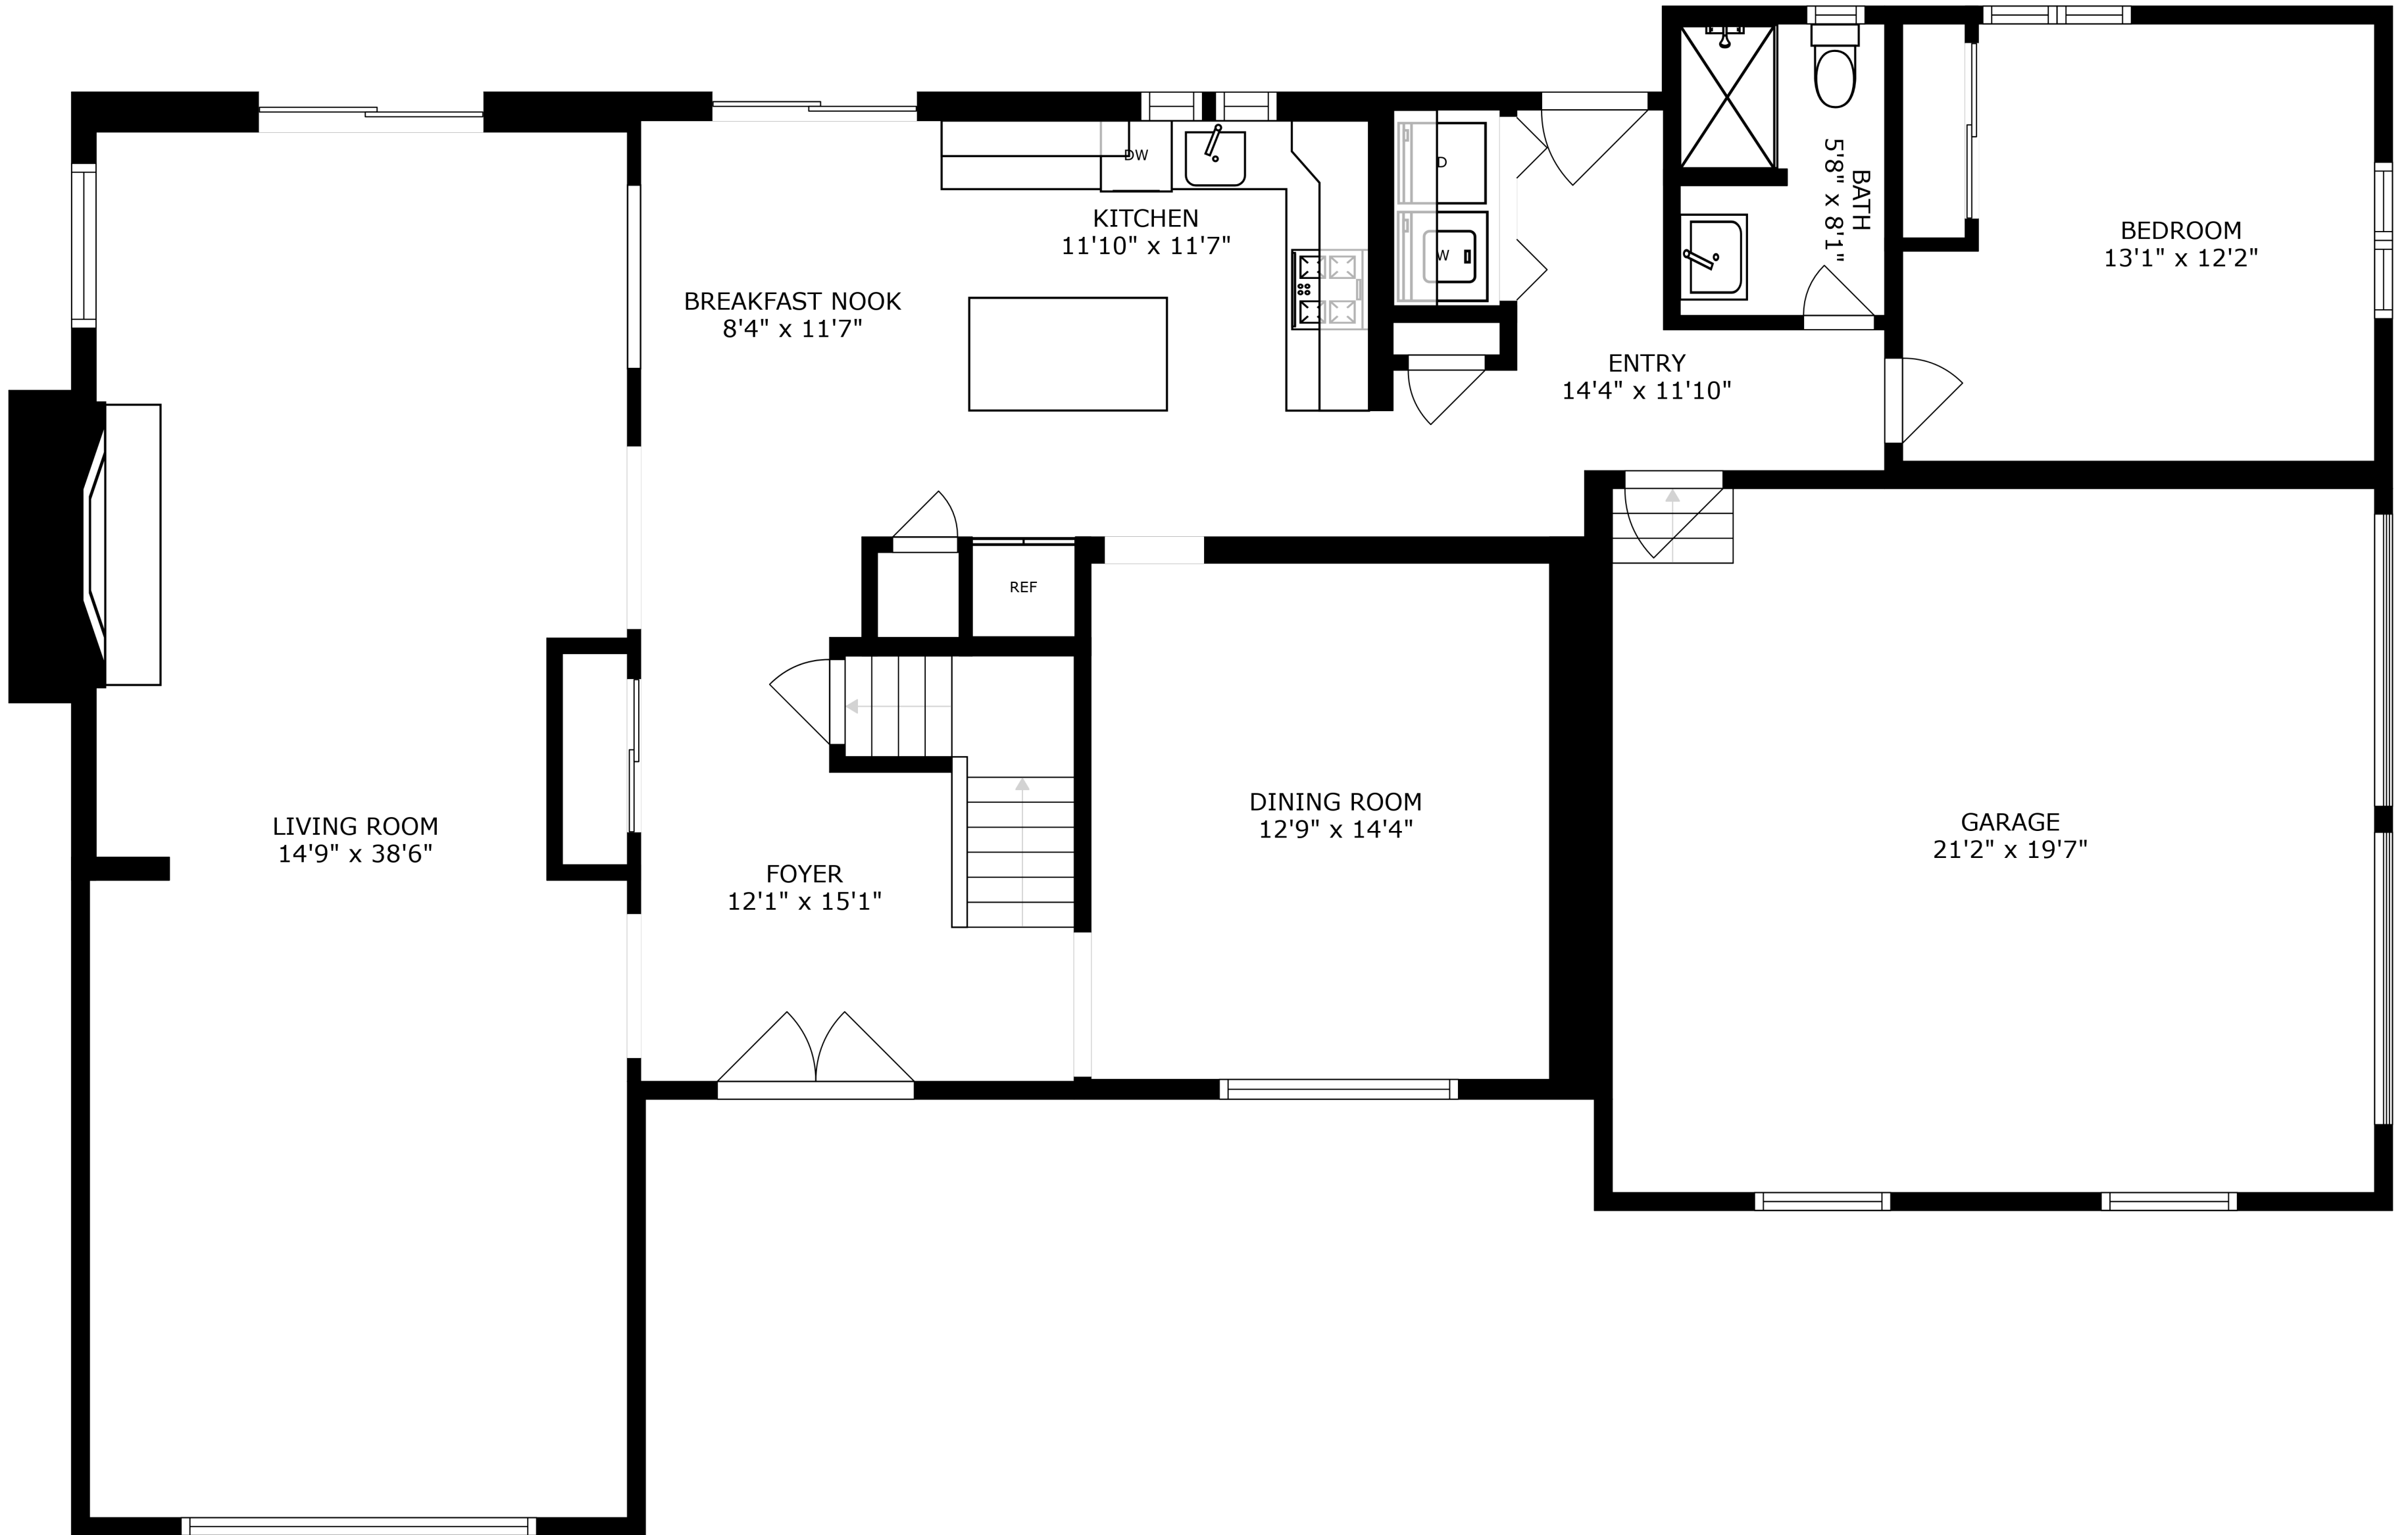 DW
KITCHEN
11'10" x 11'7"
D
W
BATH
5'8" x 8'1"
BEDROOM
13'1" x 12'2"
BREAKFAST NOOK
8'4" x 11'7"
ENTRY
14'4" x 11'10"
REF
LIVING ROOM
14'9" x 38'6"
FOYER
12'1" x 15'1"
DINING ROOM
12'9" x 14'4"
GARAGE
21'2" x 19'7"